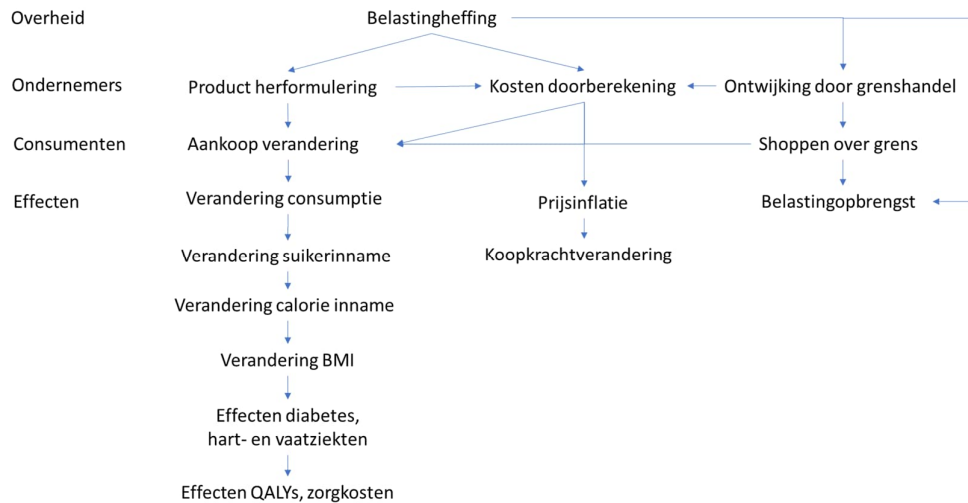 Overheid
Belastingheffing
Ondernemers
Product herformulering
Kosten doorberekening
Ontwijking door grenshandel
Consumenten
Aankoop verandering
Shoppen over grens
Effecten
Verandering consumptie
Prijsinflatie
Belastingopbrengst
Verandering suikerinname
Koopkrachtverandering
Verandering calorie inname
Verandering BMI
Effecten diabetes,
hart- en vaatziekten
Effecten QALYs, zorgkosten